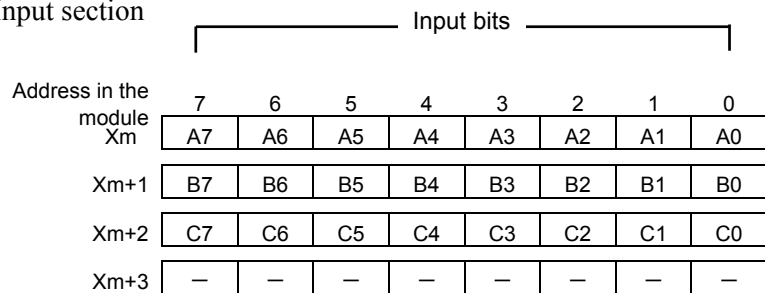 Input section
Input bits
Address in the
module
7 6 5 4 3 2 1 0
Xm A7 A6 A5 A4 A3 A2 A1 A0
Xm+1 B7 B6 B5 B4 B3 B2 B1 B0
Xm+2 C7 C6 C5 C4 C3 C2 C1 C0
Xm+3 – – – – – – – –